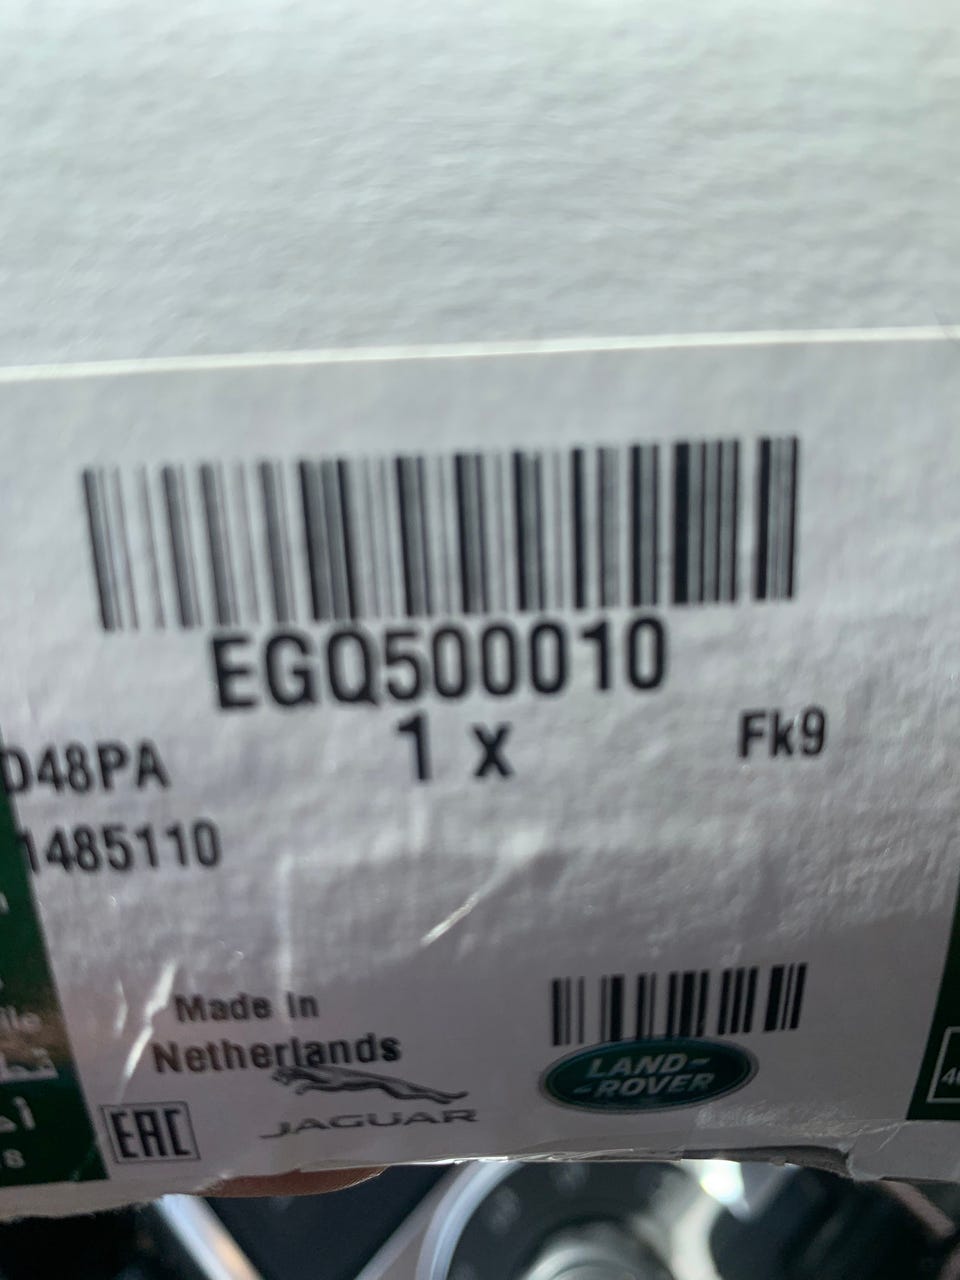 EGQ500010
1 x
Fk9
D48PA
1485110
Made in
Netherlands
JAGUAR
LAND-
-ROVER
EAC